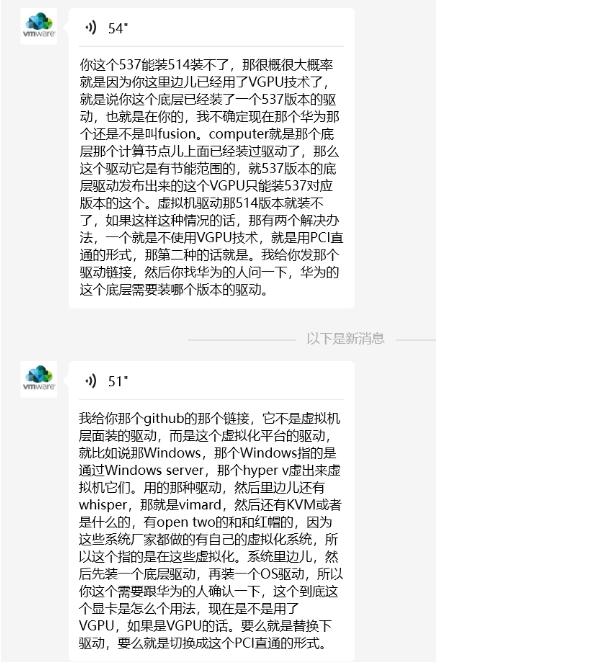 vmware
54"
你这个537能装514装不了，那很概很大概率
就是因为你这里边儿已经用了VGPU技术了，
就是说你这个底层已经装了一个537版本的驱
动，也就是在你的，我不确定现在那个华为那
个还是不是叫fusion。computer就是那个底
层那个计算节点儿上面已经装过驱动了，那么
这个驱动它是有节能范围的，就537版本的底
层驱动发布出来的这个VGPU只能装537对应
版本的这个。虚拟机驱动那514版本就装不
了，如果这样这种情况的话，那有两个解决办
法，一个就是不使用VGPU技术，就是用PCI直
通的形式，那第二种的话就是。我给你发那个
驱动链接，然后你找华为的人问一下，华为的
这个底层需要装哪个版本的驱动。
以下是新消息
vmware
51"
我给你那个github的那个链接，它不是虚拟机
层面装的驱动，而是这个虚拟化平台的驱动，
就比如说那Windows，那个Windows指的是
通过Windows server，那个hyper v虚出来虚
拟机它们。用的那种驱动，然后里边儿还有
whisper，那就是vimard，然后还有KVM或者
是什么的，有open two的和和红帽的，因为
这些系统厂家都做的有自己的虚拟化系统，所
以这个指的是在这些虚拟化。系统里边儿，然
后先装一个底层驱动，再装一个OS驱动，所以
你这个需要跟华为的人确认一下，这个到底这
个显卡是怎么个用法，现在是不是用了
VGPU，如果是VGPU的话。要么就是替换下
驱动，要么就是切换成这个PCI直通的形式。